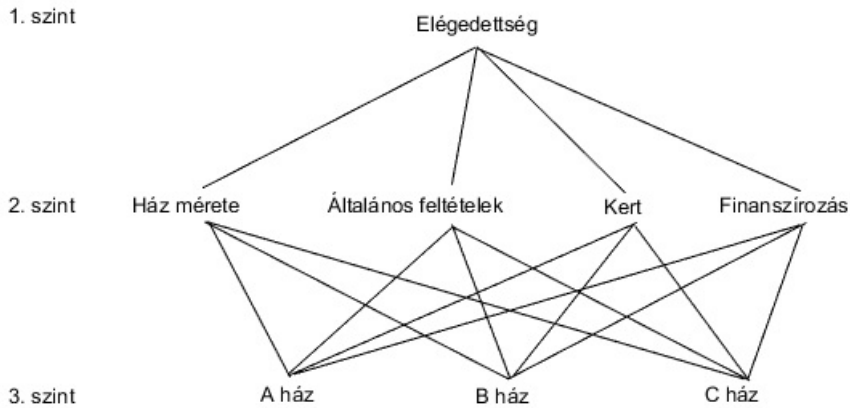 1. szint
Elégedettség
2. szint Ház mérete Általános feltételek Kert Finanszírozás
3. szint A ház B ház C ház